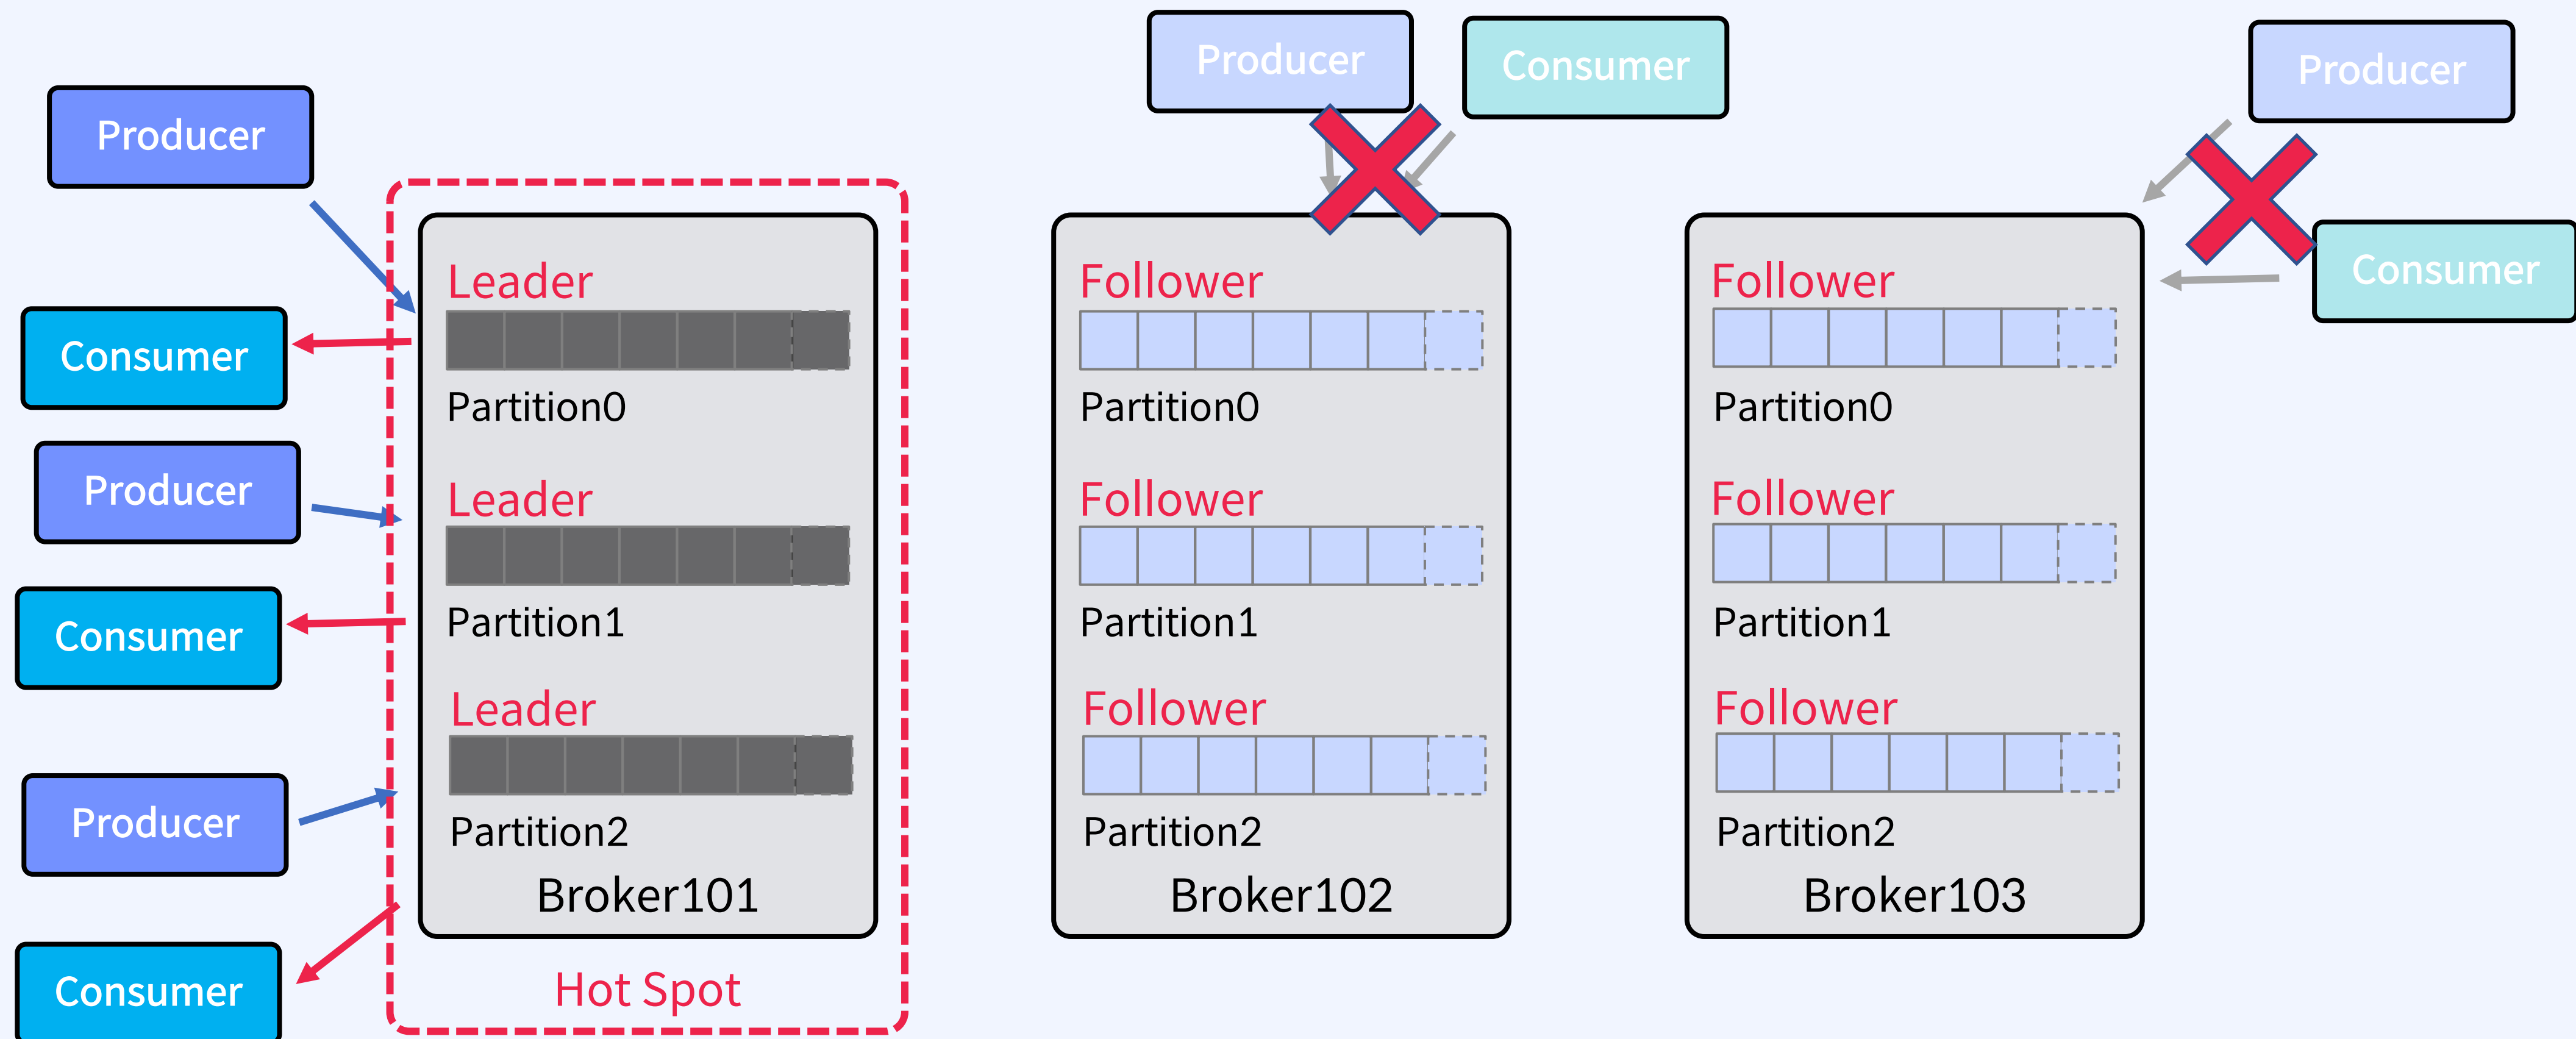 Producer
Consumer
Producer
Consumer
Producer
Consumer
Leader
Partition0
Leader
Partition1
Leader
Partition2
Broker101
Hot Spot
Producer
Consumer
Follower
Partition0
Follower
Partition1
Follower
Partition2
Broker102
Producer
Consumer
Follower
Partition0
Follower
Partition1
Follower
Partition2
Broker103